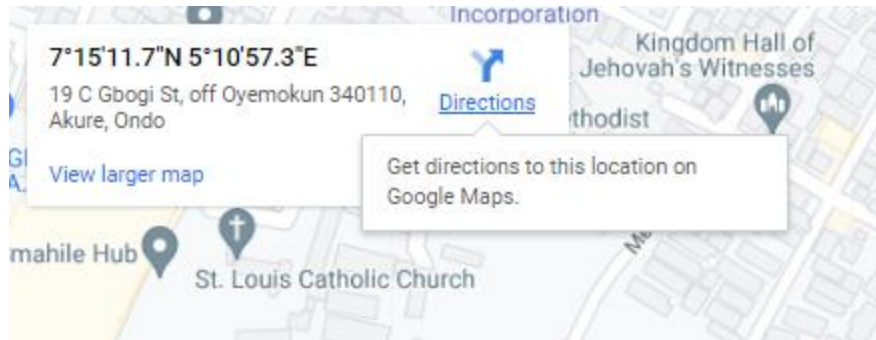 Incorporation
7°15'11.7"N 5°10'57.3"E
19 C Gbogi St, off Oyemokun 340110,
Akure, Ondo
Directions
View larger map
Get directions to this location on
Google Maps.
Kingdom Hall of
Jehovah's Witnesses
thodist
mahile Hub
St. Louis Catholic Church